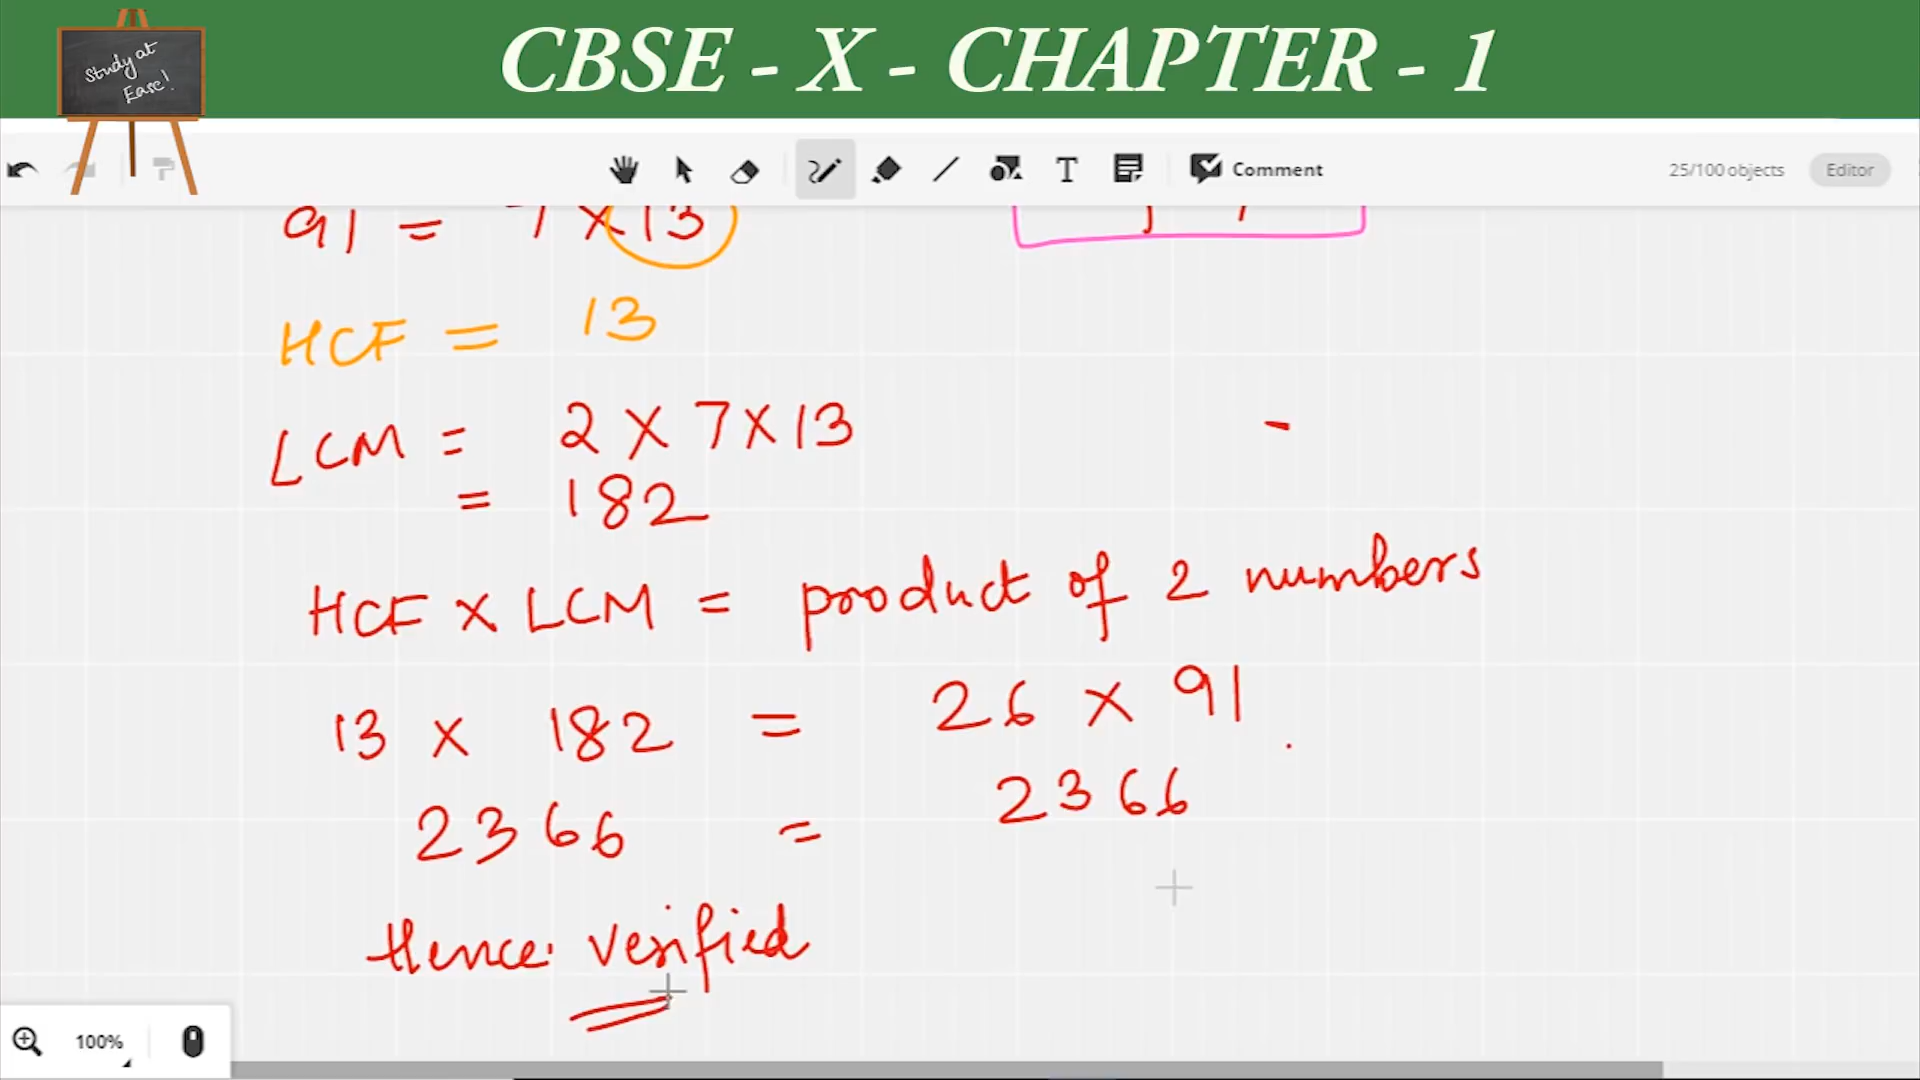 CBSE - X - CHAPTER - 1
Study at
Ease!
Comment
25/100 objects
Editor
91 = 7 X 13
HCF = 13
LCM = 2 X 7 X 13
= 182
HCF X LCM = product of 2 numbers
13 X 182 = 26 X 91
2366 = 2366
Hence verified
100%